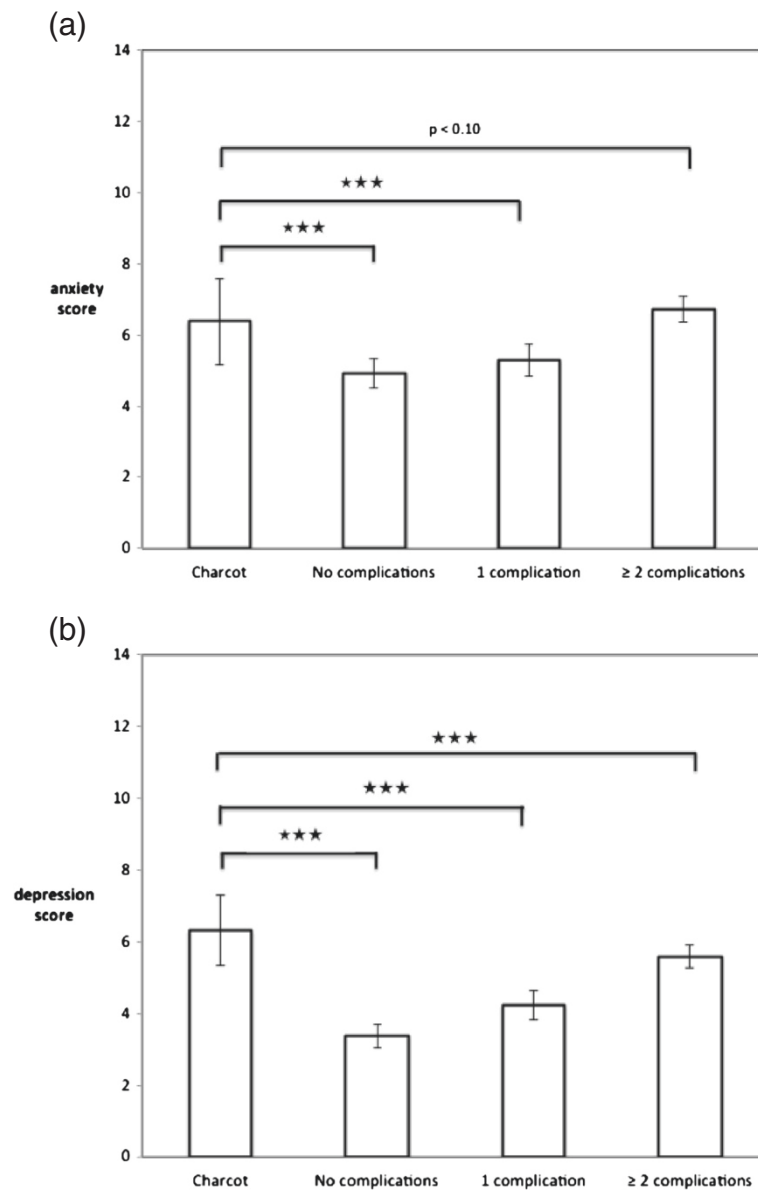 (a)
14
12
p < 0.10
10
★★★
★★★
8
anxiety
score
6
4
2
0
Charcot No complications 1 complication ≥ 2 complications
(b)
14
12
★★★
10
★★★
★★★
8
depression
score
6
4
2
0
Charcot No complications 1 complication ≥ 2 complications